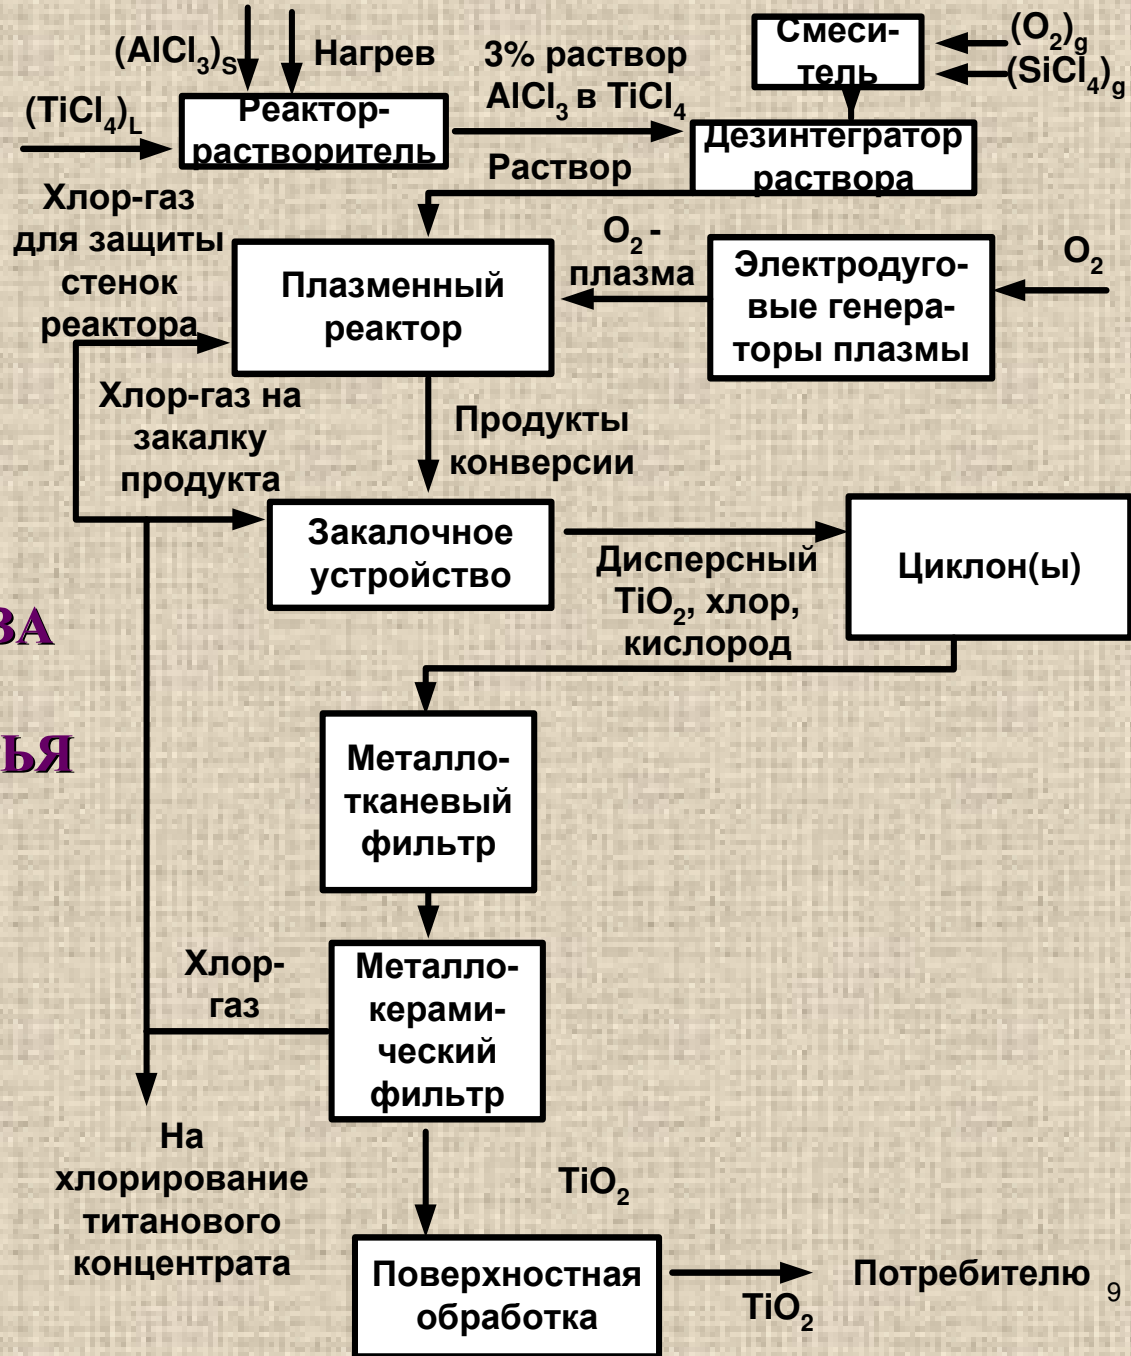 (AlCl₃)S
Нагрев
3% раствор
AlCl₃ в TiCl₄
Смеси-
тель
(O₂)g
(SiCl₄)g
(TiCl₄)L
Реактор-
растворитель
Дезинтегратор
раствора
Раствор
Хлор-газ
для защиты
стенок
реактора
Плазменный
реактор
O₂ -
плазма
Электродуго-
вые генера-
торы плазмы
O₂
Хлор-газ на
закалку
продукта
Продукты
конверсии
Закалочное
устройство
Дисперсный
TiO₂, хлор,
кислород
Циклон(ы)
ВА
ЬЯ
Металло-
тканевый
фильтр
Хлор-
газ
Металло-
керами-
ческий
фильтр
На
хлорирование
титанового
концентрата
TiO₂
Поверхностная
обработка
TiO₂
Потребителю
9